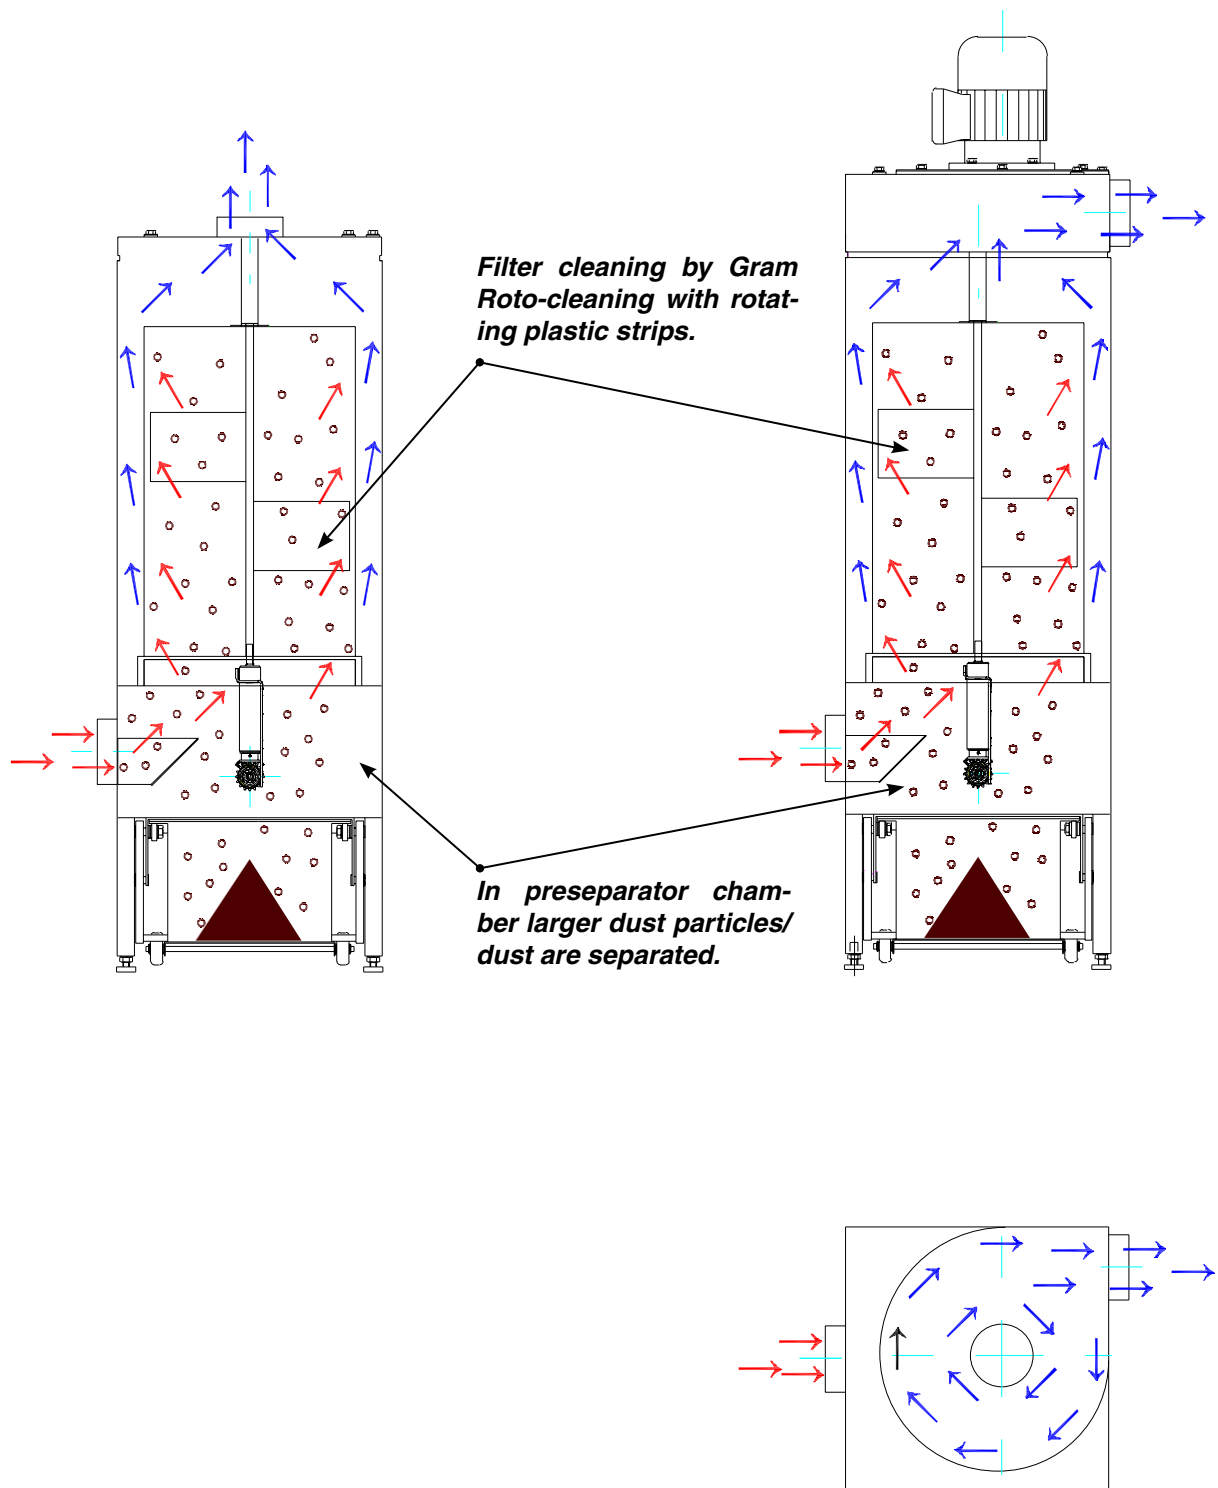 Filter cleaning by Gram
Roto-cleaning with rotat-
ing plastic strips.
In preseparator cham-
ber larger dust particles/
dust are separated.